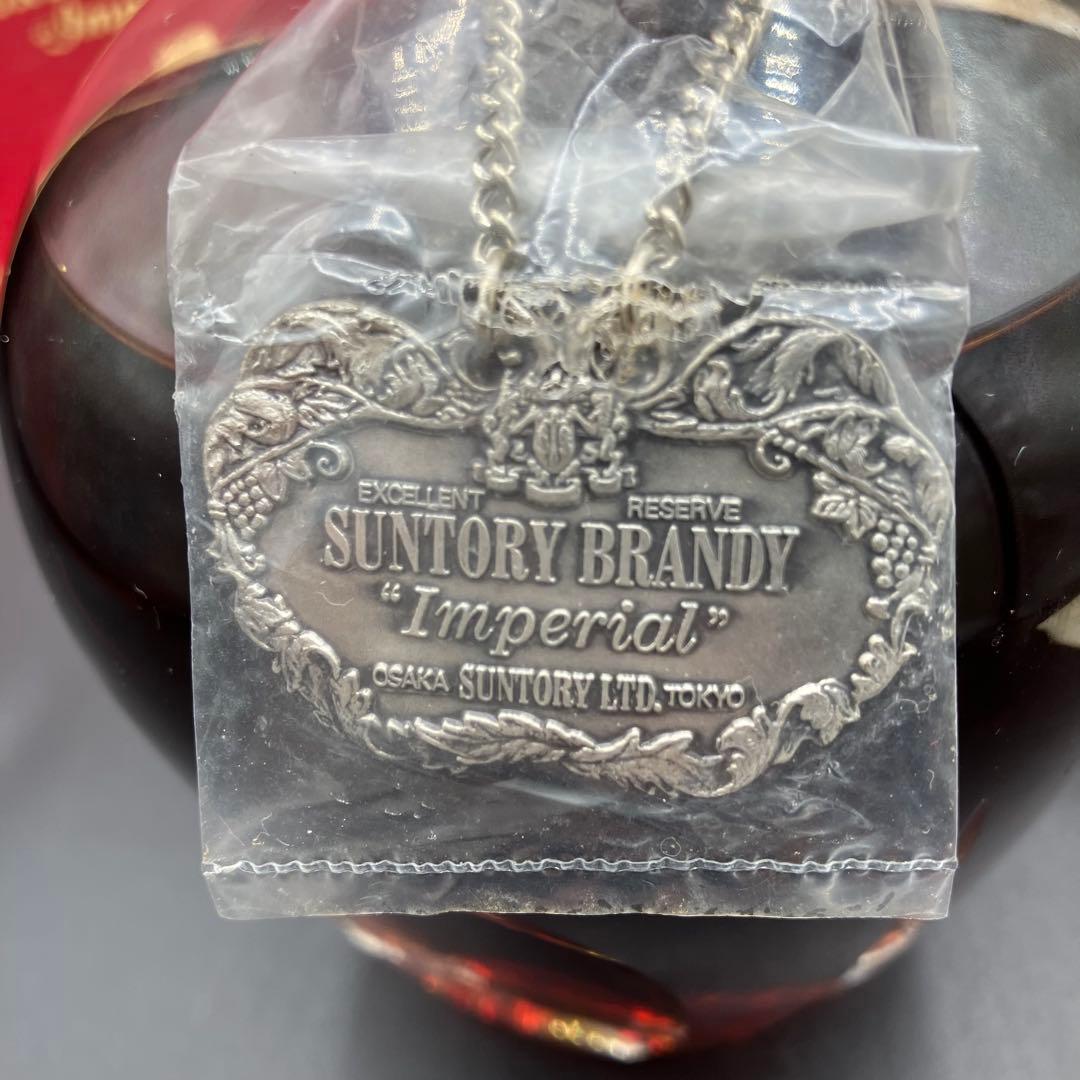 EXCELLENT RESERVE
SUNTORY BRANDY
“Imperial”
OSAKA SUNTORY LTD. TOKYO